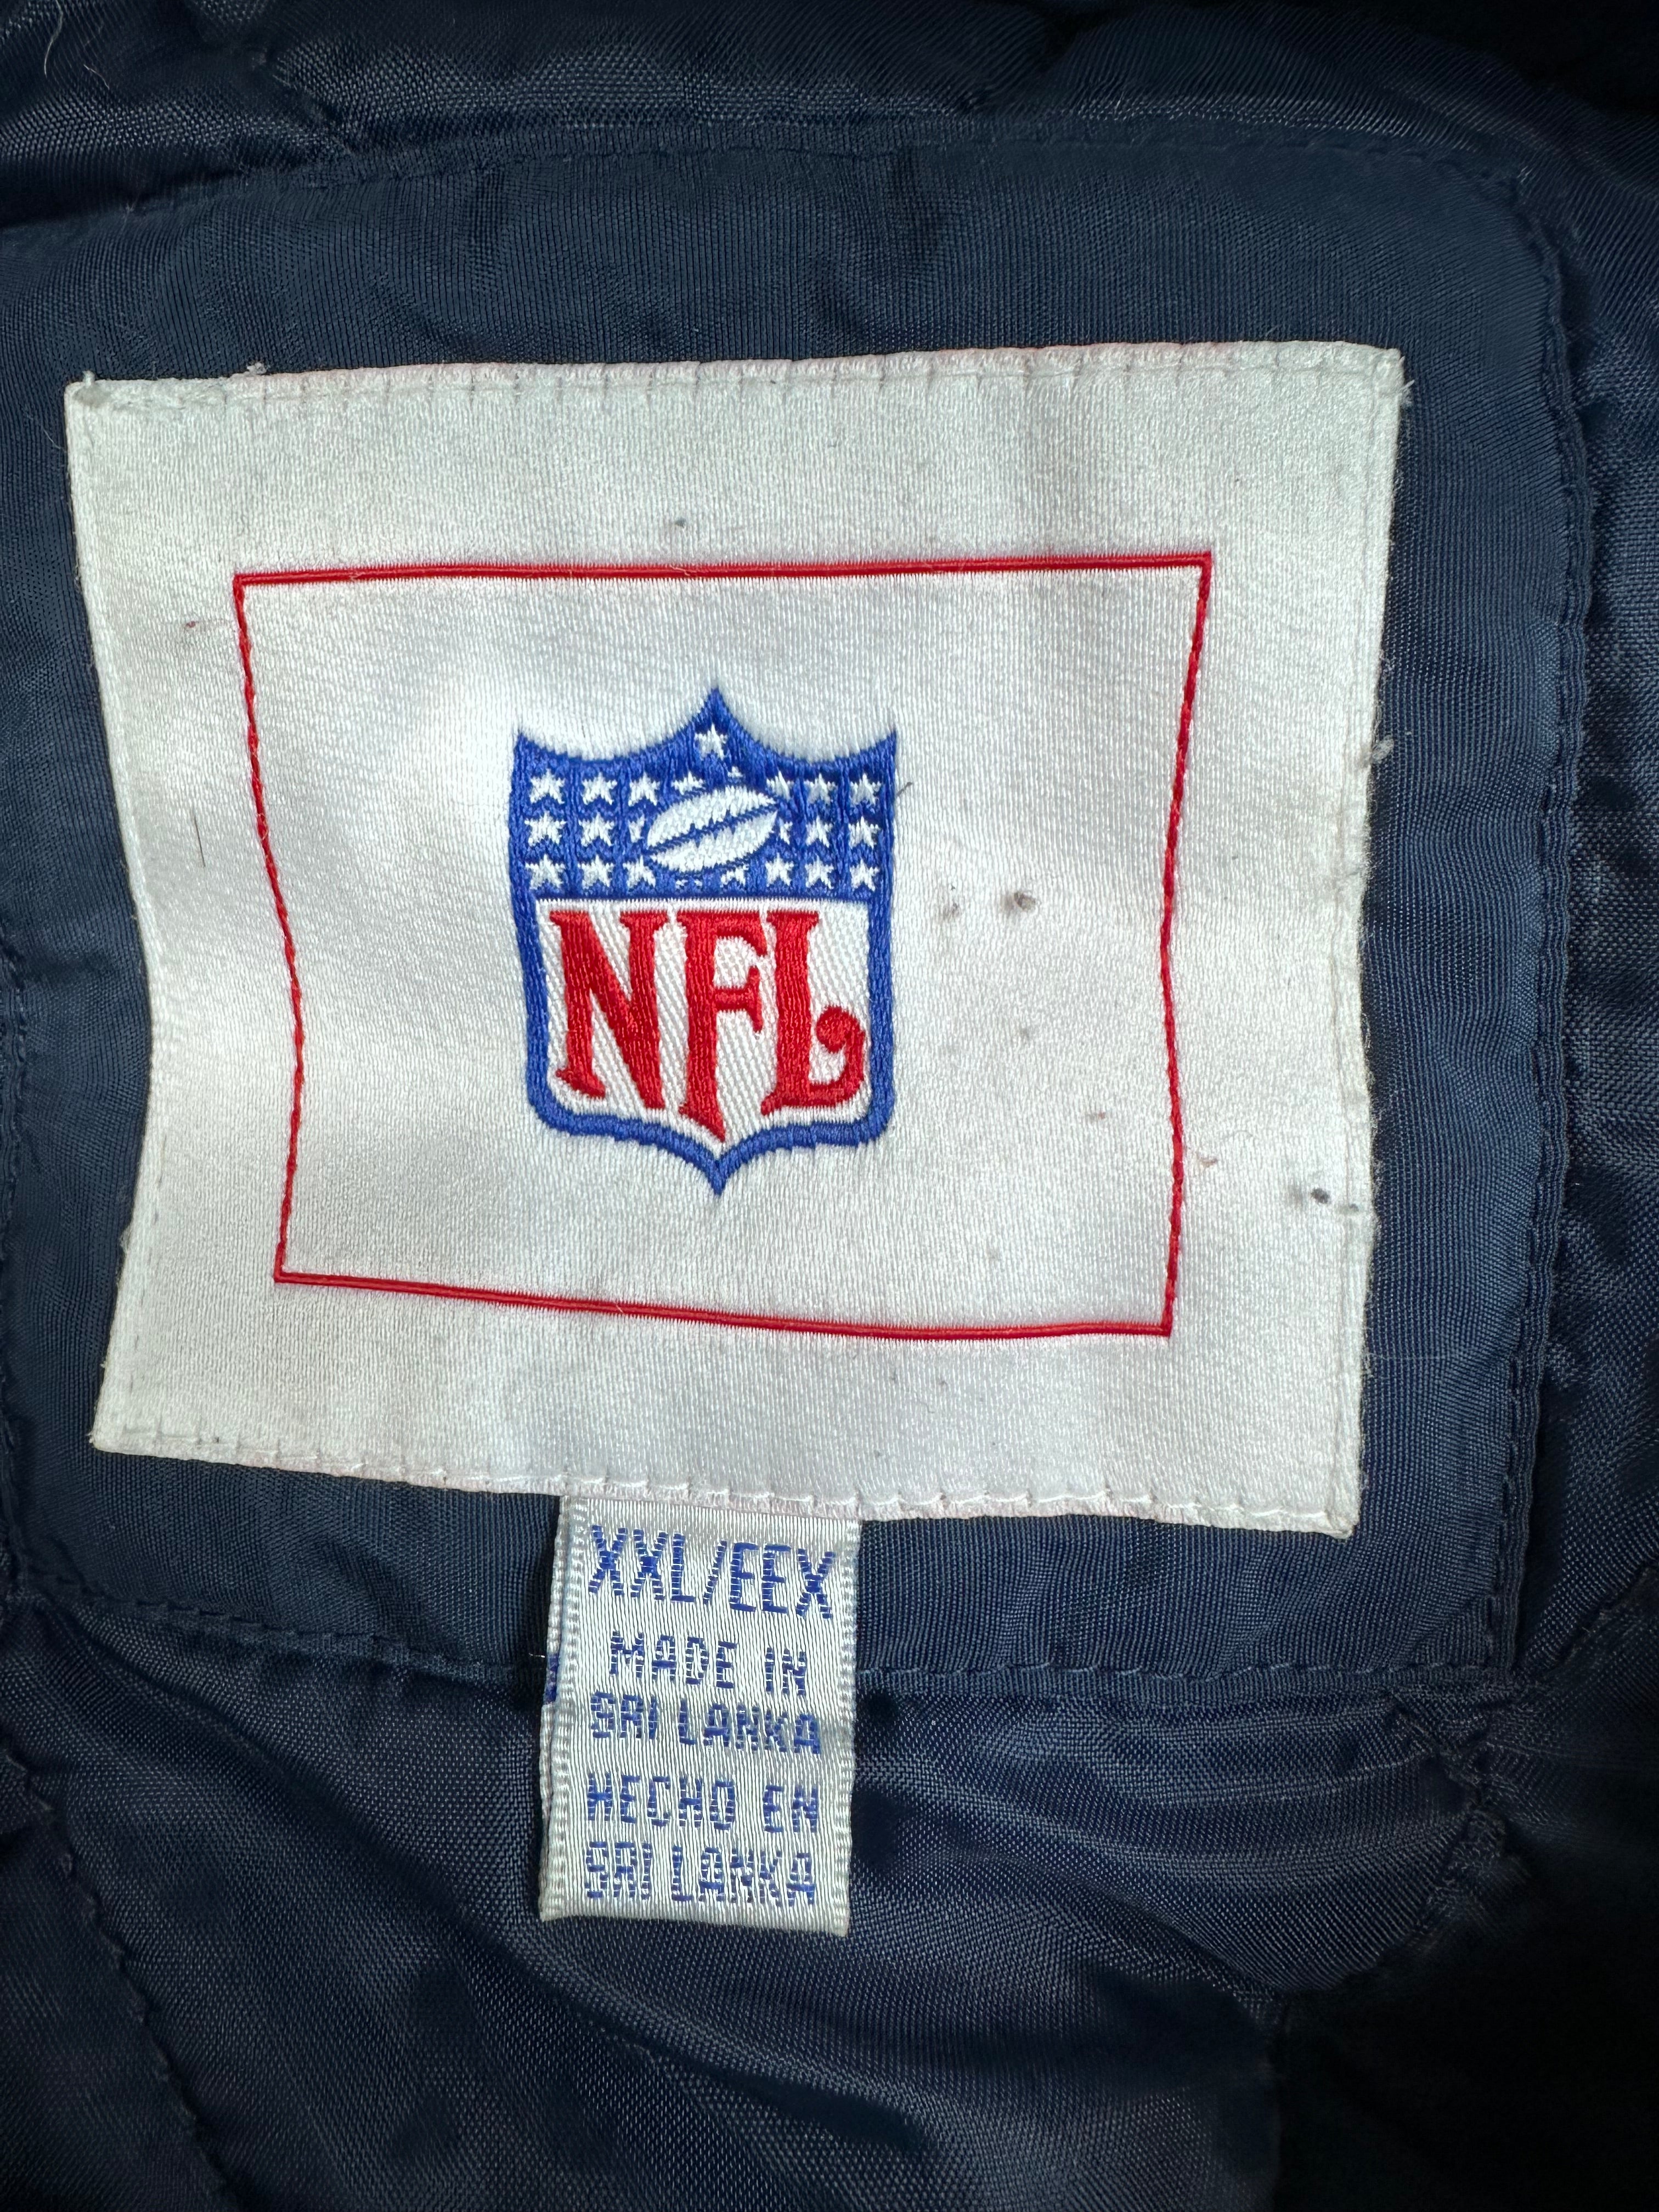 NFL
XXL/EEX
MADE IN
SRI LANKA
HECHO EN
SRI LANKA